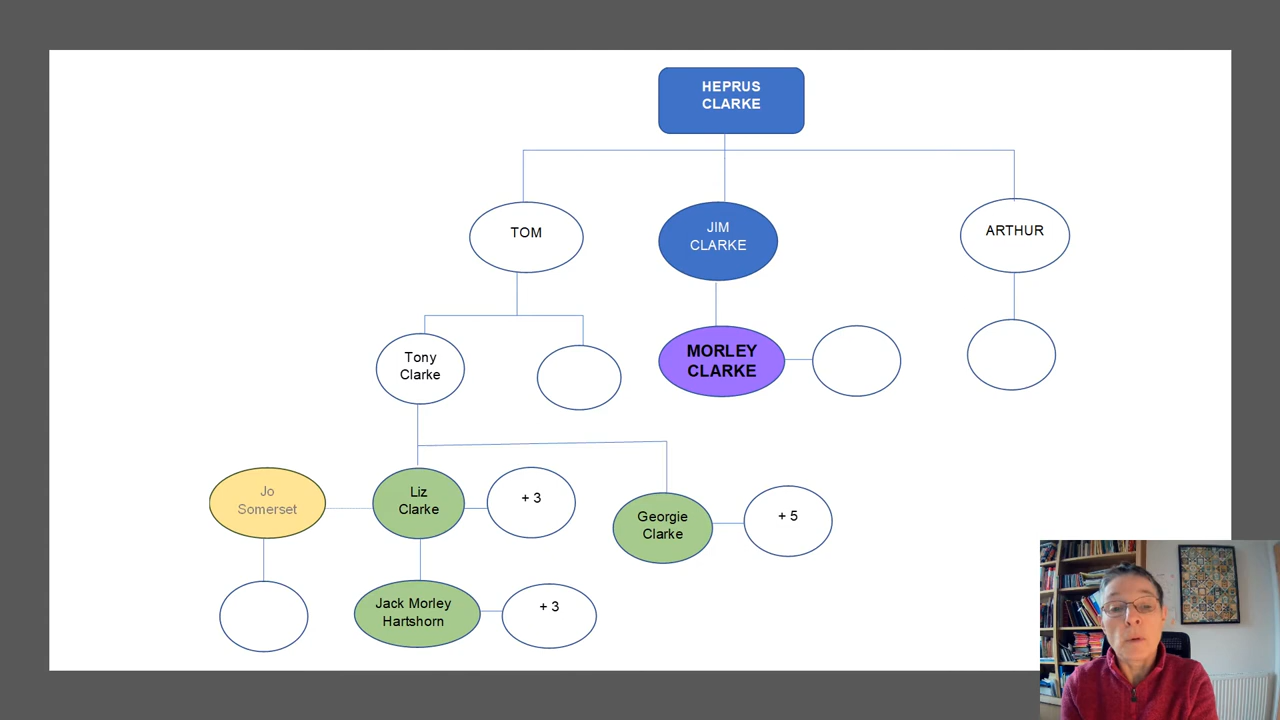 HEPRUS
CLARKE
TOM
JIM
CLARKE
ARTHUR
Tony
Clarke
MORLEY
CLARKE
Jo
Somerset
Liz
Clarke
+ 3
Georgie
Clarke
+ 5
Jack Morley
Hartshorn
+ 3